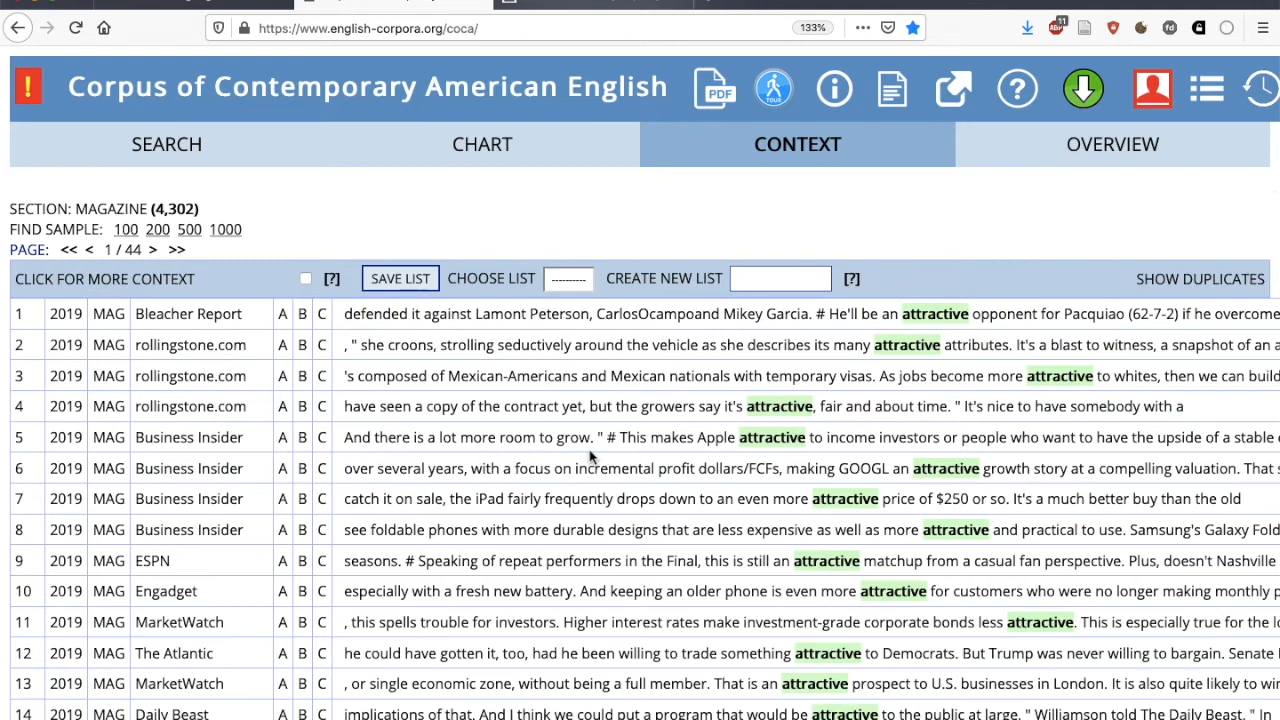 https://www.english-corpora.org/coca/ 133% 11
! Corpus of Contemporary American English PDF TOUR
SEARCH CHART CONTEXT OVERVIEW
SECTION: MAGAZINE (4,302)
FIND SAMPLE: 100 200 500 1000
PAGE: << < 1 / 44 > >>
CLICK FOR MORE CONTEXT [?] SAVE LIST CHOOSE LIST ---------- CREATE NEW LIST [?] SHOW DUPLICATES
1 2019 MAG Bleacher Report A B C defended it against Lamont Peterson, CarlosOcampoand Mikey Garcia. # He'll be an attractive opponent for Pacquiao (62-7-2) if he overcome
2 2019 MAG rollingstone.com A B C , " she croons, strolling seductively around the vehicle as she describes its many attractive attributes. It's a blast to witness, a snapshot of an a
3 2019 MAG rollingstone.com A B C 's composed of Mexican-Americans and Mexican nationals with temporary visas. As jobs become more attractive to whites, then we can build
4 2019 MAG rollingstone.com A B C have seen a copy of the contract yet, but the growers say it's attractive, fair and about time. " It's nice to have somebody with a
5 2019 MAG Business Insider A B C And there is a lot more room to grow. " # This makes Apple attractive to income investors or people who want to have the upside of a stable
6 2019 MAG Business Insider A B C over several years, with a focus on incremental profit dollars/FCFs, making GOOGL an attractive growth story at a compelling valuation. That
7 2019 MAG Business Insider A B C catch it on sale, the iPad fairly frequently drops down to an even more attractive price of $250 or so. It's a much better buy than the old
8 2019 MAG Business Insider A B C see foldable phones with more durable designs that are less expensive as well as more attractive and practical to use. Samsung's Galaxy Fold
9 2019 MAG ESPN A B C seasons. # Speaking of repeat performers in the Final, this is still an attractive matchup from a casual fan perspective. Plus, doesn't Nashville
10 2019 MAG Engadget A B C especially with a fresh new battery. And keeping an older phone is even more attractive for customers who were no longer making monthly p
11 2019 MAG MarketWatch A B C , this spells trouble for investors. Higher interest rates make investment-grade corporate bonds less attractive. This is especially true for the lo
12 2019 MAG The Atlantic A B C he could have gotten it, too, had he been willing to trade something attractive to Democrats. But Trump was never willing to bargain. Senate
13 2019 MAG MarketWatch A B C , or single economic zone, without being a full member. That is an attractive prospect to U.S. businesses in London. It is also quite likely to win
14 2019 MAG Daily Beast A B C implications of that. And I think we could put a program that would be attractive to the public at large, " Williamson told The Daily Beast. " In